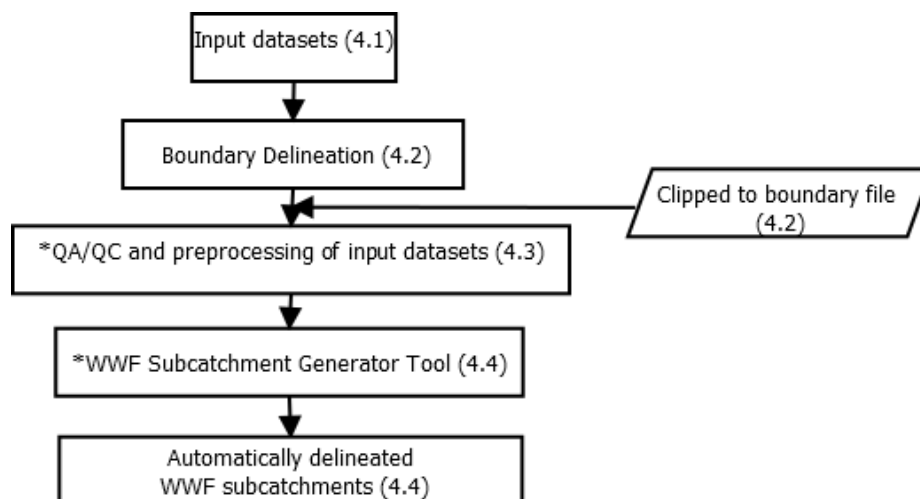 Input datasets (4.1)
Boundary Delineation (4.2)
Clipped to boundary file
(4.2)
*QA/QC and preprocessing of input datasets (4.3)
*WWF Subcatchment Generator Tool (4.4)
Automatically delineated
WWF subcatchments (4.4)